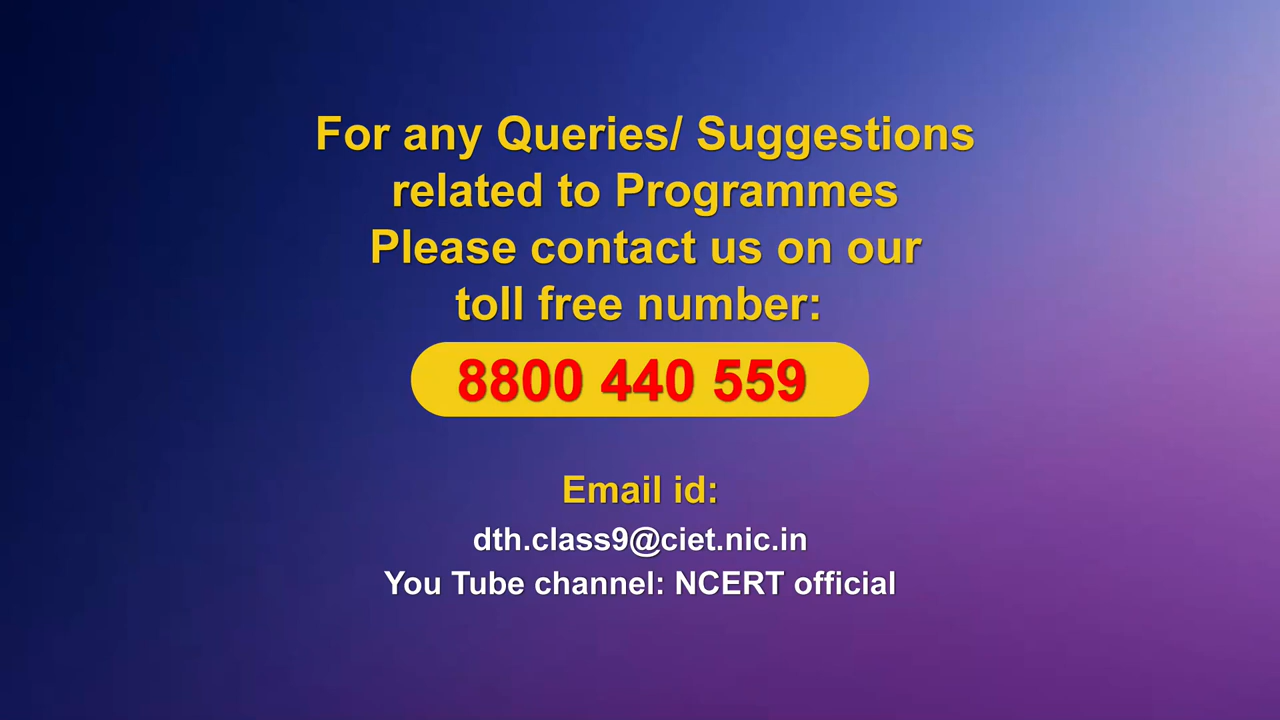 For any Queries/ Suggestions
related to Programmes
Please contact us on our
toll free number:
8800 440 559
Email id:
dth.class9@ciet.nic.in
You Tube channel: NCERT official